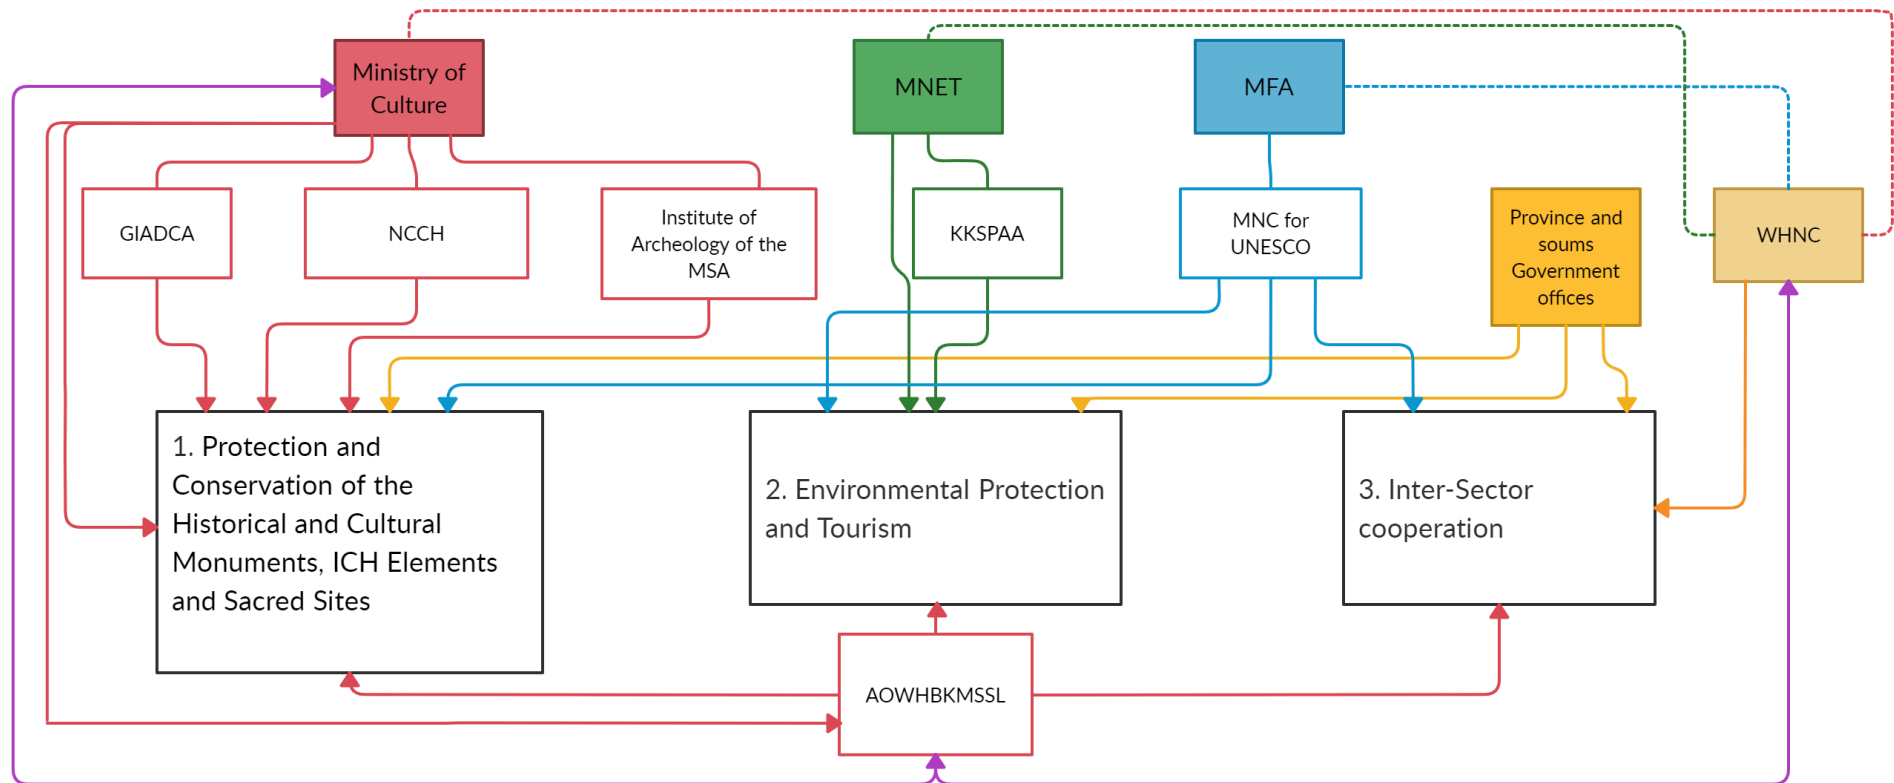 Ministry of
Culture
MNET
MFA
GIADCA
NCCH
Institute of
Archeology of the
MSA
KKSPAA
MNC for
UNESCO
Province and
soums
Government
offices
WHNC
1. Protection and
Conservation of the
Historical and Cultural
Monuments, ICH Elements
and Sacred Sites
2. Environmental Protection
and Tourism
3. Inter-Sector
cooperation
AOWHBKMSSL